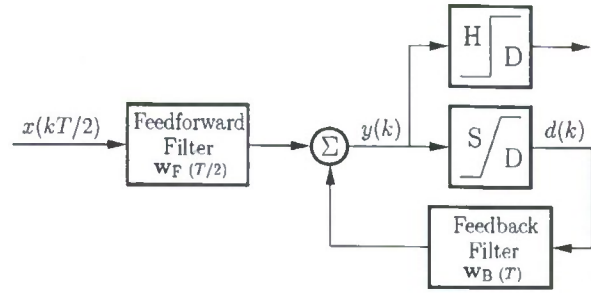 H
D
x(kT/2)
Feedforward
Filter
w_F (T/2)
Σ
y(k)
S
D
d(k)
Feedback
Filter
w_B (T)